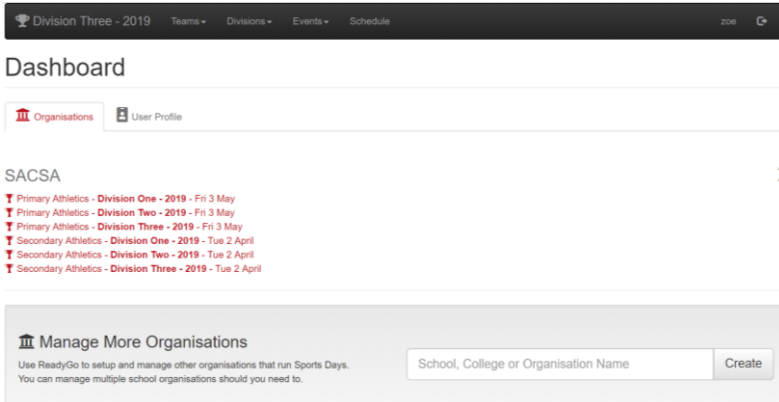 Division Three - 2019 Teams Divisions Events Schedule zoe
Dashboard
Organisations User Profile
SACSA
Primary Athletics - Division One - 2019 - Fri 3 May
Primary Athletics - Division Two - 2019 - Fri 3 May
Primary Athletics - Division Three - 2019 - Fri 3 May
Secondary Athletics - Division One - 2019 - Tue 2 April
Secondary Athletics - Division Two - 2019 - Tue 2 April
Secondary Athletics - Division Three - 2019 - Tue 2 April
Manage More Organisations
Use ReadyGo to setup and manage other organisations that run Sports Days.
You can manage multiple school organisations should you need to.
School, College or Organisation Name Create